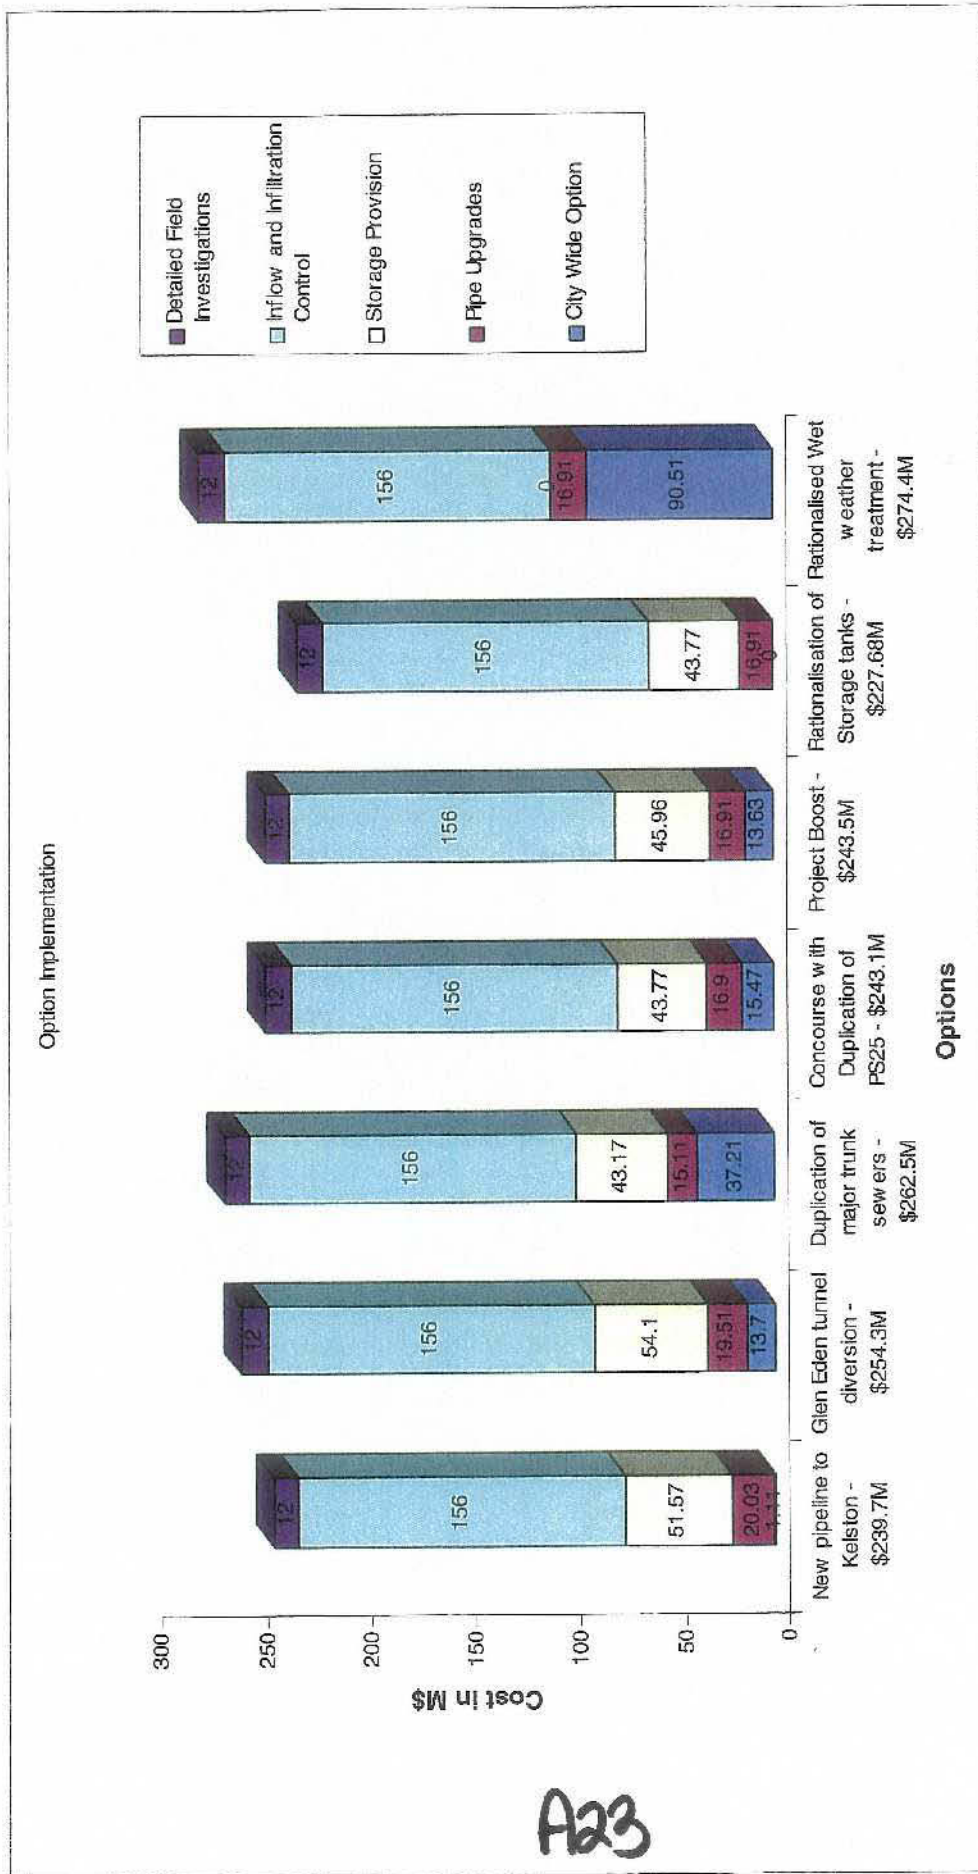 Option Implementation
Cost in M$
300
250
200
150
100
50
0
12
156
51.57
20.03
1.11
12
156
54.1
19.51
13.7
12
156
43.17
15.11
37.21
12
156
43.77
16.9
15.47
12
156
45.96
16.91
13.63
12
156
43.77
16.91
0
12
156
0
16.91
90.51
New pipeline to
Kelston -
$239.7M
Glen Eden tunnel
diversion -
$254.3M
Duplication of
major trunk
sewers -
$262.5M
Concourse with
Duplication of
PS25 - $243.1M
Project Boost -
$243.5M
Rationalisation of
Storage tanks -
$227.68M
Rationalised Wet
weather
treatment -
$274.4M
Options
Detailed Field
Investigations
Inflow and Infiltration
Control
Storage Provision
Pipe Upgrades
City Wide Option
A23